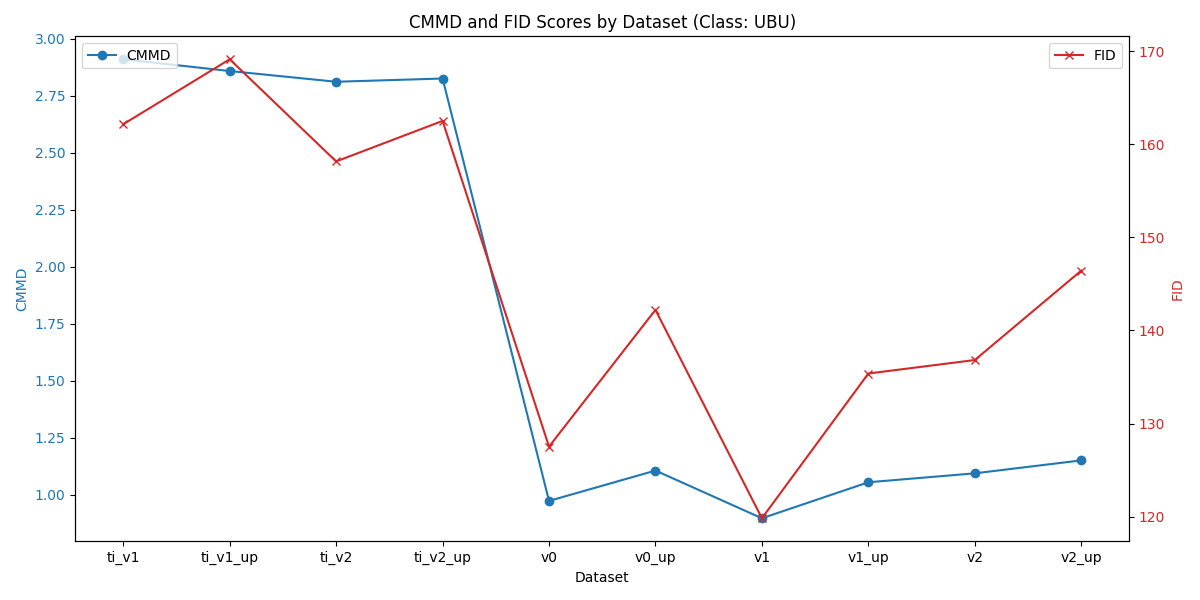 CMMD and FID Scores by Dataset (Class: UBU)
CMMD
FID
3.00
2.75
2.50
2.25
2.00
1.75
1.50
1.25
1.00
CMMD
170
160
150
140
130
120
FID
ti_v1 ti_v1_up ti_v2 ti_v2_up v0 v0_up v1 v1_up v2 v2_up
Dataset